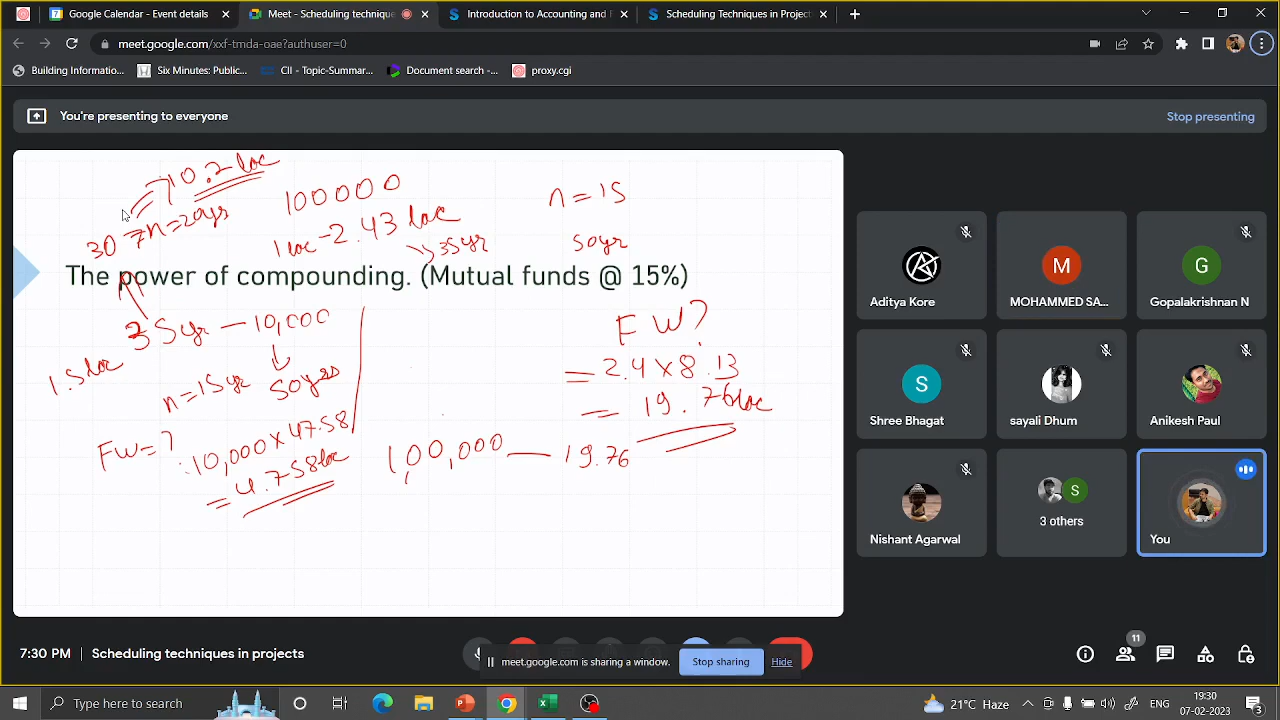 Google Calendar - Event details
Meet - Scheduling technique
Introduction to Accounting and F
Scheduling Techniques in Project
meet.google.com/xxf-tmda-oae?authuser=0
Building Informatio...
Six Minutes: Public...
CII - Topic-Summar...
Document search -...
proxy.cgi
You're presenting to everyone
Stop presenting
10.2 lac
30
n=20yr
100000
1 lac - 2.43 lac
35yr
n = 15
50yr
The power of compounding. (Mutual funds @ 15%)
35yr — 10,000
1.5 lac
n=15yr
50yrs
FW=?
10,000 x 47.58
= 4.758 lac
FW?
= 2.4 x 8.13
= 19.76 lac
1,00,000 — 19.76
Aditya Kore
MOHAMMED SA...
Gopalakrishnan N
Shree Bhagat
sayali Dhum
Anikesh Paul
Nishant Agarwal
S
3 others
You
M
G
S
7:30 PM
Scheduling techniques in projects
meet.google.com is sharing a window.
Stop sharing
Hide
11
Type here to search
21°C Haze
ENG
19:30
07-02-2023